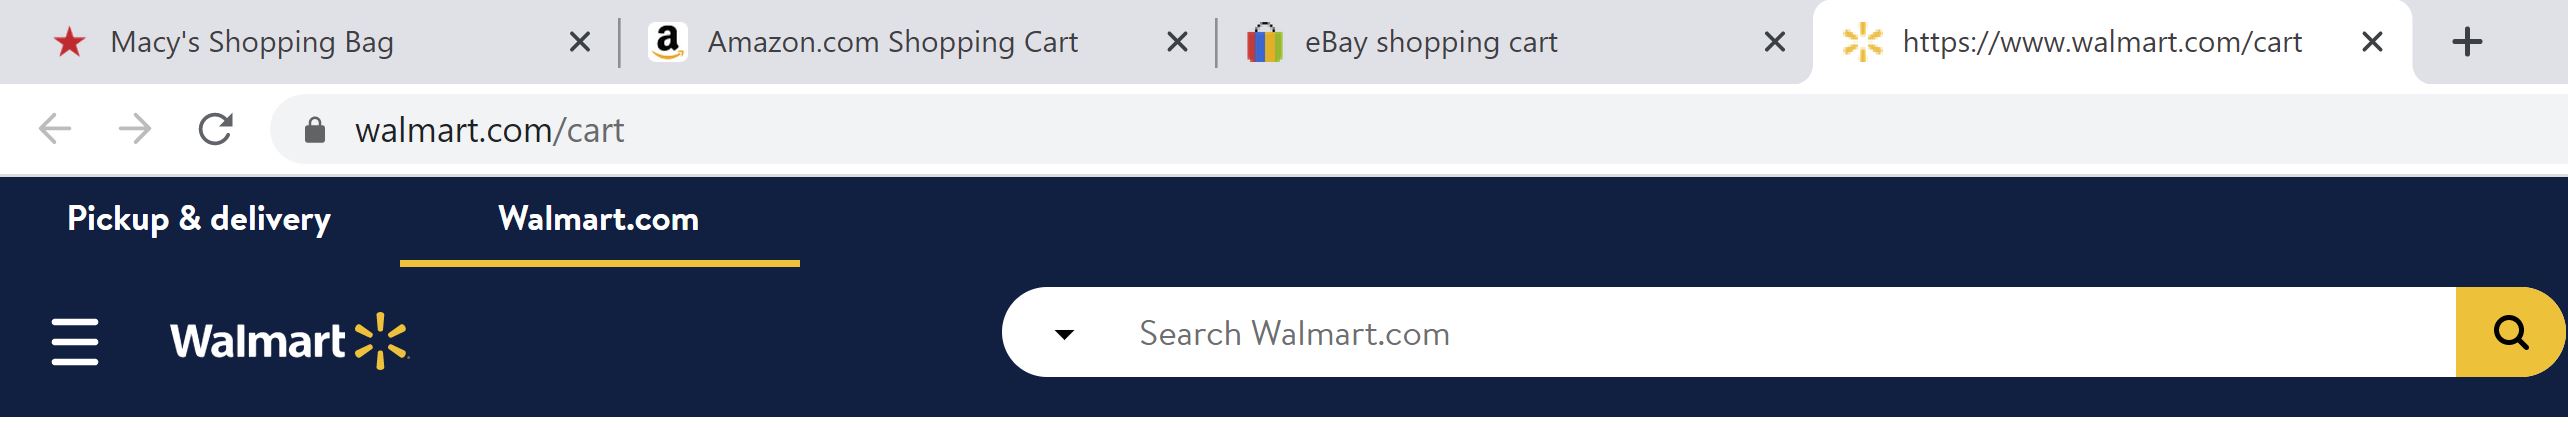 Macy's Shopping Bag
Amazon.com Shopping Cart
eBay shopping cart
https://www.walmart.com/cart
walmart.com/cart
Pickup & delivery
Walmart.com
Walmart
Search Walmart.com